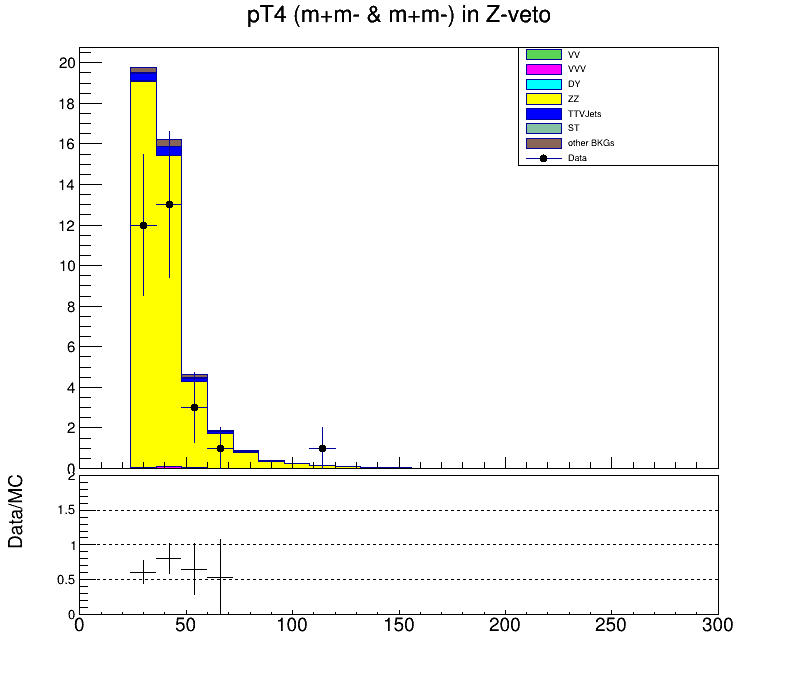 pT4 (m+m- & m+m-) in Z-veto
VV
VVV
DY
ZZ
TTVJets
ST
other BKGs
Data
20
18
16
14
12
10
8
6
4
2
0
Data/MC
2
1.5
1
0.5
0
0 50 100 150 200 250 300